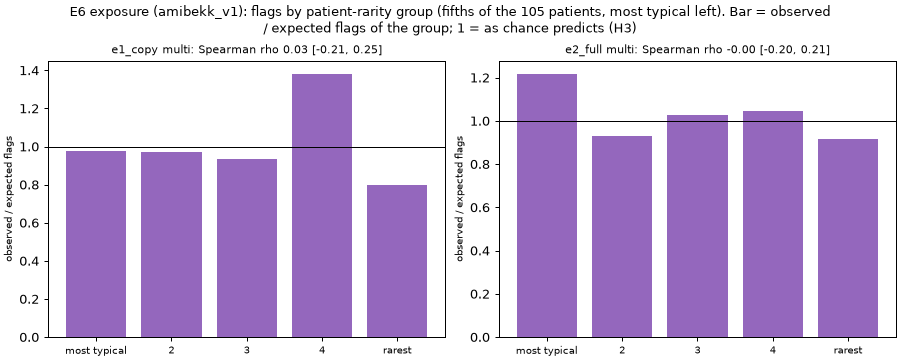 E6 exposure (amibekk_v1): flags by patient-rarity group (fifths of the 105 patients, most typical left). Bar = observed
/ expected flags of the group; 1 = as chance predicts (H3)
e1_copy multi: Spearman rho 0.03 [-0.21, 0.25]
observed / expected flags
1.4
1.2
1.0
0.8
0.6
0.4
0.2
0.0
most typical 2 3 4 rarest
e2_full multi: Spearman rho -0.00 [-0.20, 0.21]
observed / expected flags
1.2
1.0
0.8
0.6
0.4
0.2
0.0
most typical 2 3 4 rarest